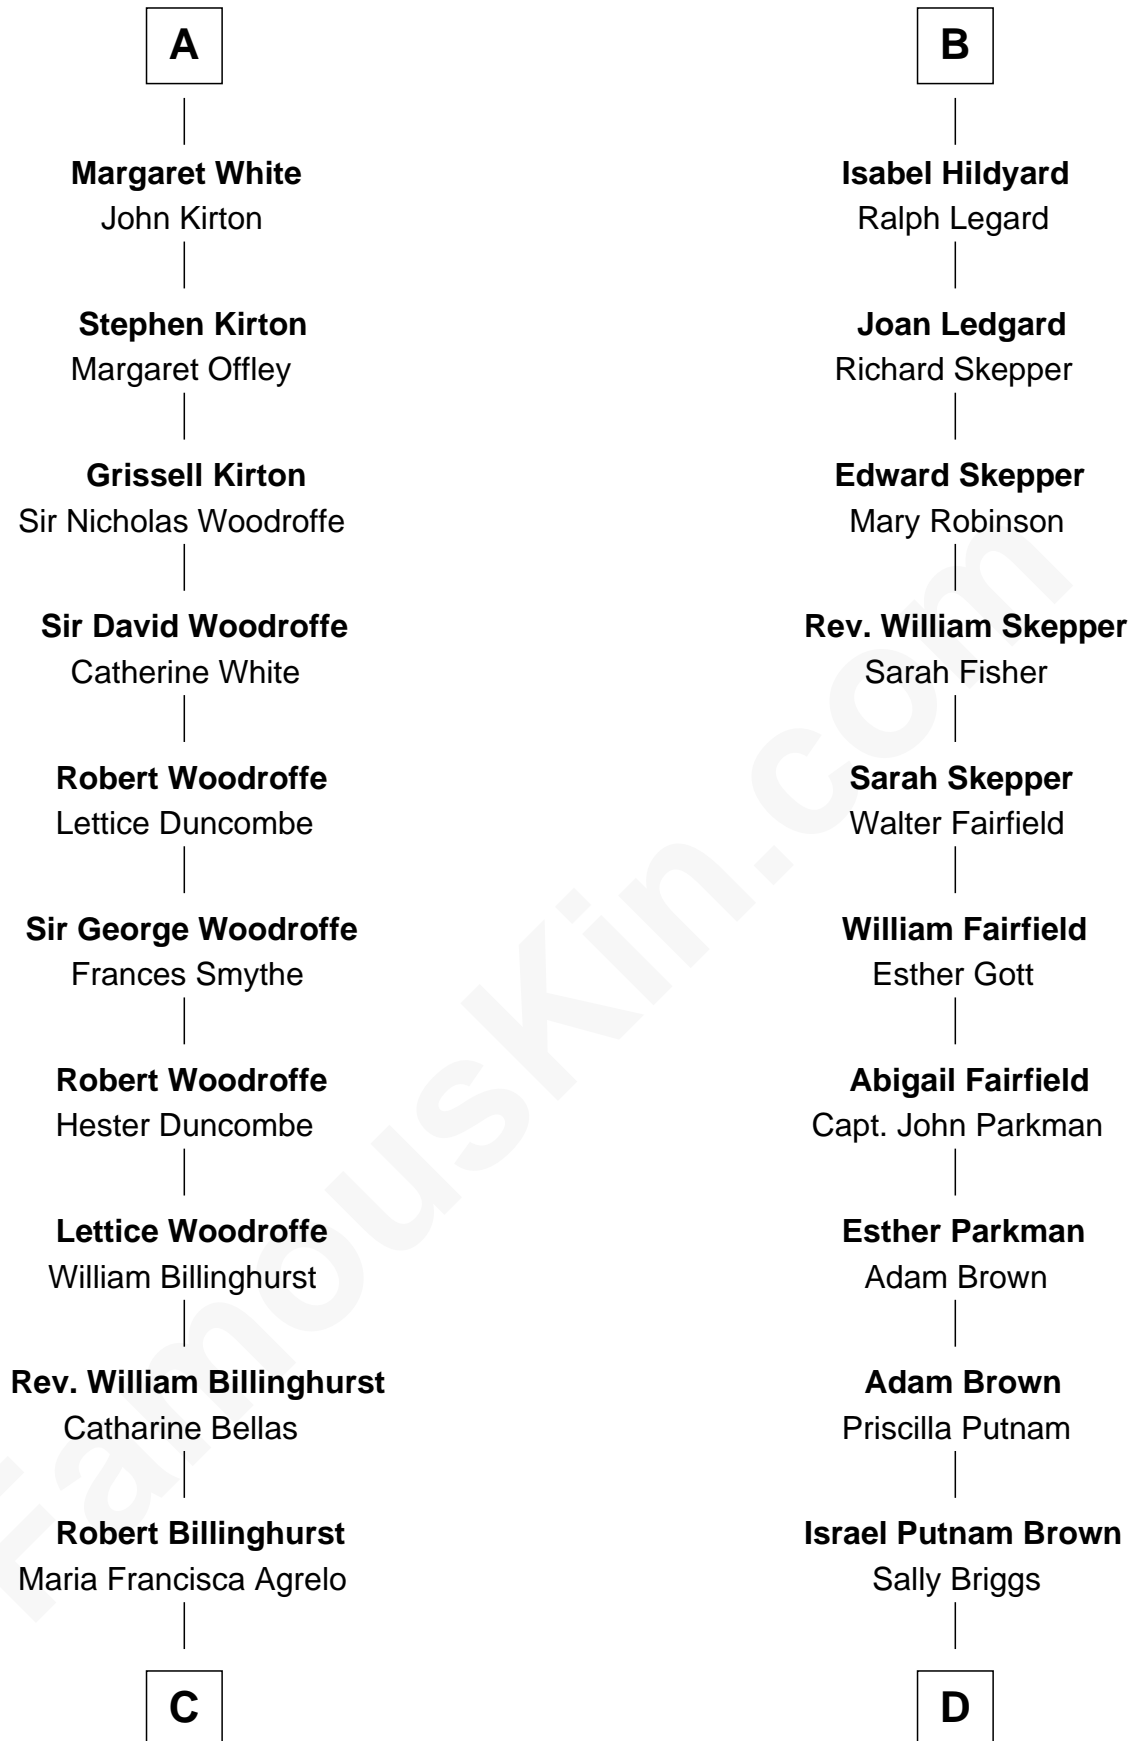 A
Margaret White
John Kirton
Stephen Kirton
Margaret Offley
Grissell Kirton
Sir Nicholas Woodroffe
Sir David Woodroffe
Catherine White
Robert Woodroffe
Lettice Duncombe
Sir George Woodroffe
Frances Smythe
Robert Woodroffe
Hester Duncombe
Lettice Woodroffe
William Billinghurst
Rev. William Billinghurst
Catharine Bellas
Robert Billinghurst
Maria Francisca Agrelo
C
B
Isabel Hildyard
Ralph Legard
Joan Ledgard
Richard Skepper
Edward Skepper
Mary Robinson
Rev. William Skepper
Sarah Fisher
Sarah Skepper
Walter Fairfield
William Fairfield
Esther Gott
Abigail Fairfield
Capt. John Parkman
Esther Parkman
Adam Brown
Adam Brown
Priscilla Putnam
Israel Putnam Brown
Sally Briggs
D
FamousKin.com